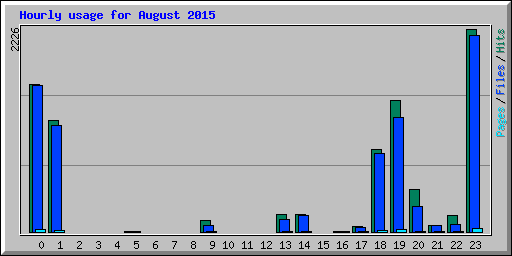 Hourly usage for August 2015
2226
Pages/Files/Hits
0 1 2 3 4 5 6 7 8 9 10 11 12 13 14 15 16 17 18 19 20 21 22 23